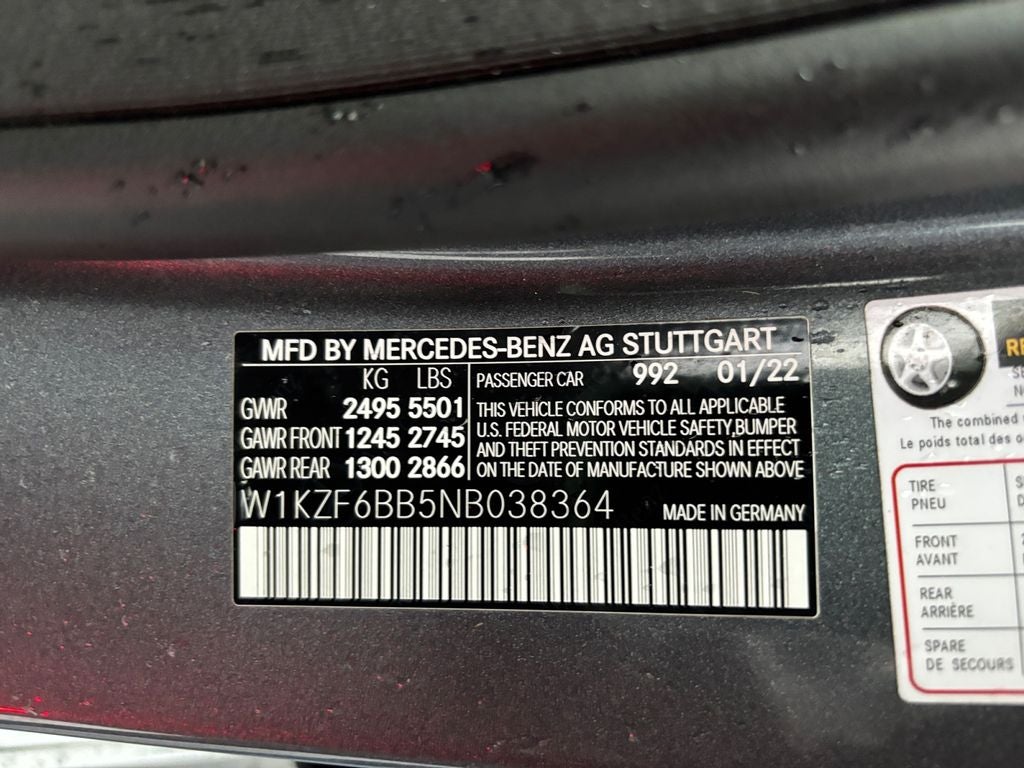 MFD BY MERCEDES-BENZ AG STUTTGART
KG LBS
GVWR 2495 5501
GAWR FRONT 1245 2745
GAWR REAR 1300 2866
PASSENGER CAR 992 01/22
THIS VEHICLE CONFORMS TO ALL APPLICABLE
U.S. FEDERAL MOTOR VEHICLE SAFETY, BUMPER
AND THEFT PREVENTION STANDARDS IN EFFECT
ON THE DATE OF MANUFACTURE SHOWN ABOVE
W1KZF6BB5NB038364
MADE IN GERMANY
The combined
Le poids total des
TIRE
PNEU
FRONT
AVANT
REAR
ARRIÈRE
SPARE
DE SECOURS